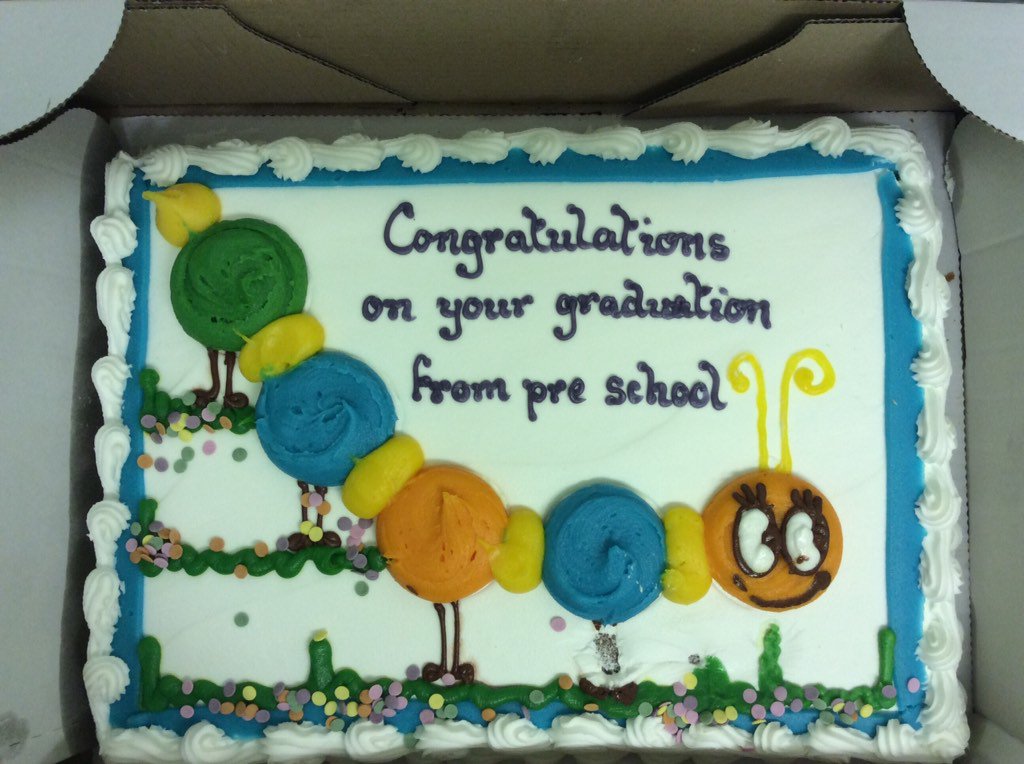 Congratulations
on your graduation
from pre school